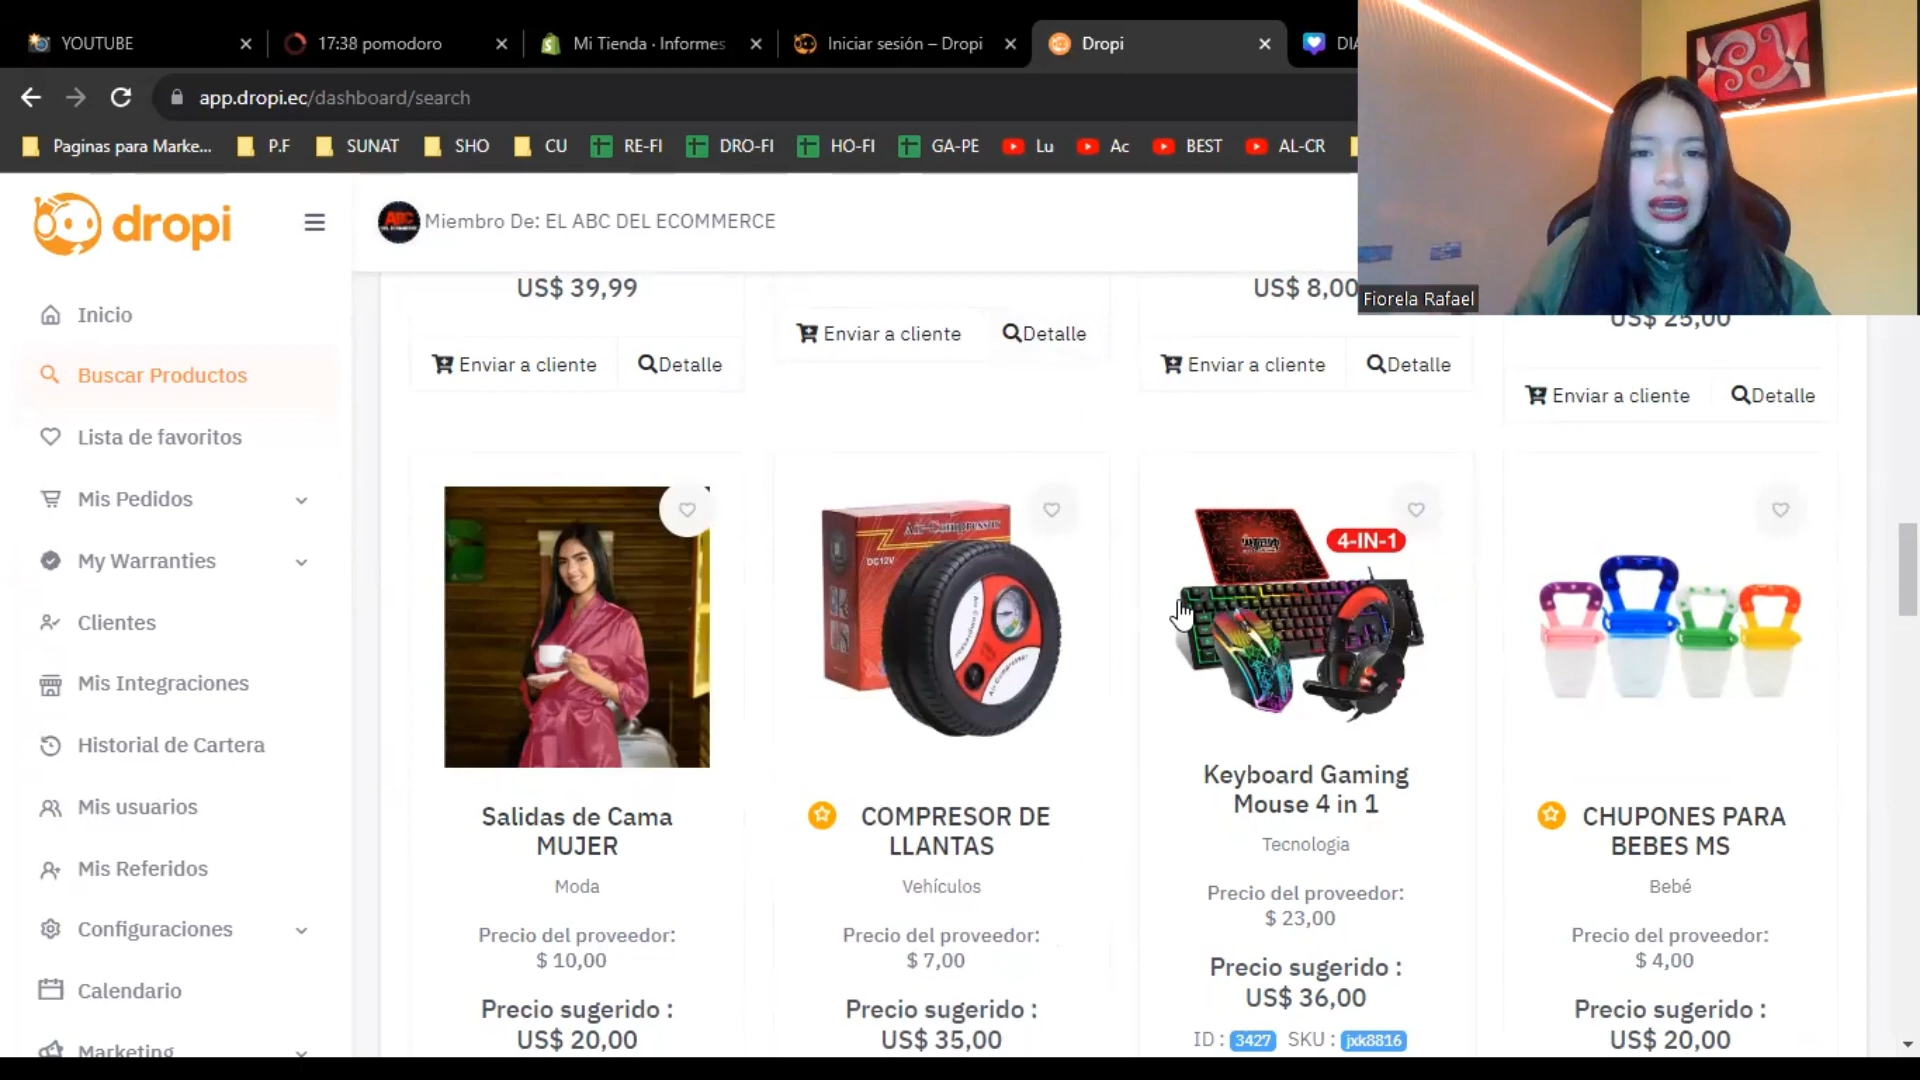 YOUTUBE
17:38 pomodoro
Mi Tienda · Informes
Iniciar sesión – Dropi
Dropi
app.dropi.ec/dashboard/search
Paginas para Marke...
P.F
SUNAT
SHO
CU
RE-FI
DRO-FI
HO-FI
GA-PE
Lu
Ac
BEST
AL-CR
Fiorela Rafael
dropi
Miembro De: EL ABC DEL ECOMMERCE
Inicio
Buscar Productos
Lista de favoritos
Mis Pedidos
My Warranties
Clientes
Mis Integraciones
Historial de Cartera
Mis usuarios
Mis Referidos
Configuraciones
Calendario
Marketing
US$ 39,99
Enviar a cliente
Detalle
Enviar a cliente
Detalle
US$ 8,00
Enviar a cliente
Detalle
US$ 25,00
Enviar a cliente
Detalle
Salidas de Cama
MUJER
Moda
Precio del proveedor:
$ 10,00
Precio sugerido :
US$ 20,00
Air-Compressor
DC12V
COMPRESOR DE
LLANTAS
Vehículos
Precio del proveedor:
$ 7,00
Precio sugerido :
US$ 35,00
4-IN-1
Keyboard Gaming
Mouse 4 in 1
Tecnologia
Precio del proveedor:
$ 23,00
Precio sugerido :
US$ 36,00
ID : 3427 SKU : jxk8816
CHUPONES PARA
BEBES MS
Bebé
Precio del proveedor:
$ 4,00
Precio sugerido :
US$ 20,00